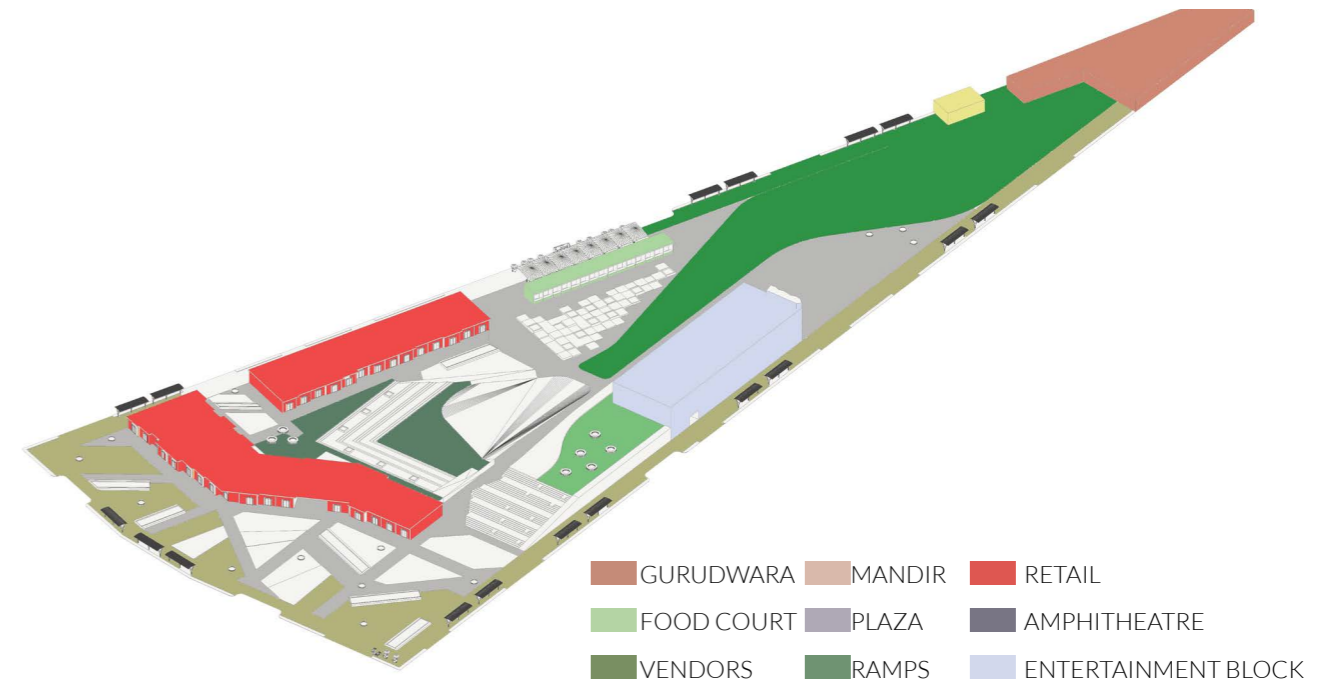 GURUDWARA MANDIR RETAIL
FOOD COURT PLAZA AMPHITHEATRE
VENDORS RAMPS ENTERTAINMENT BLOCK